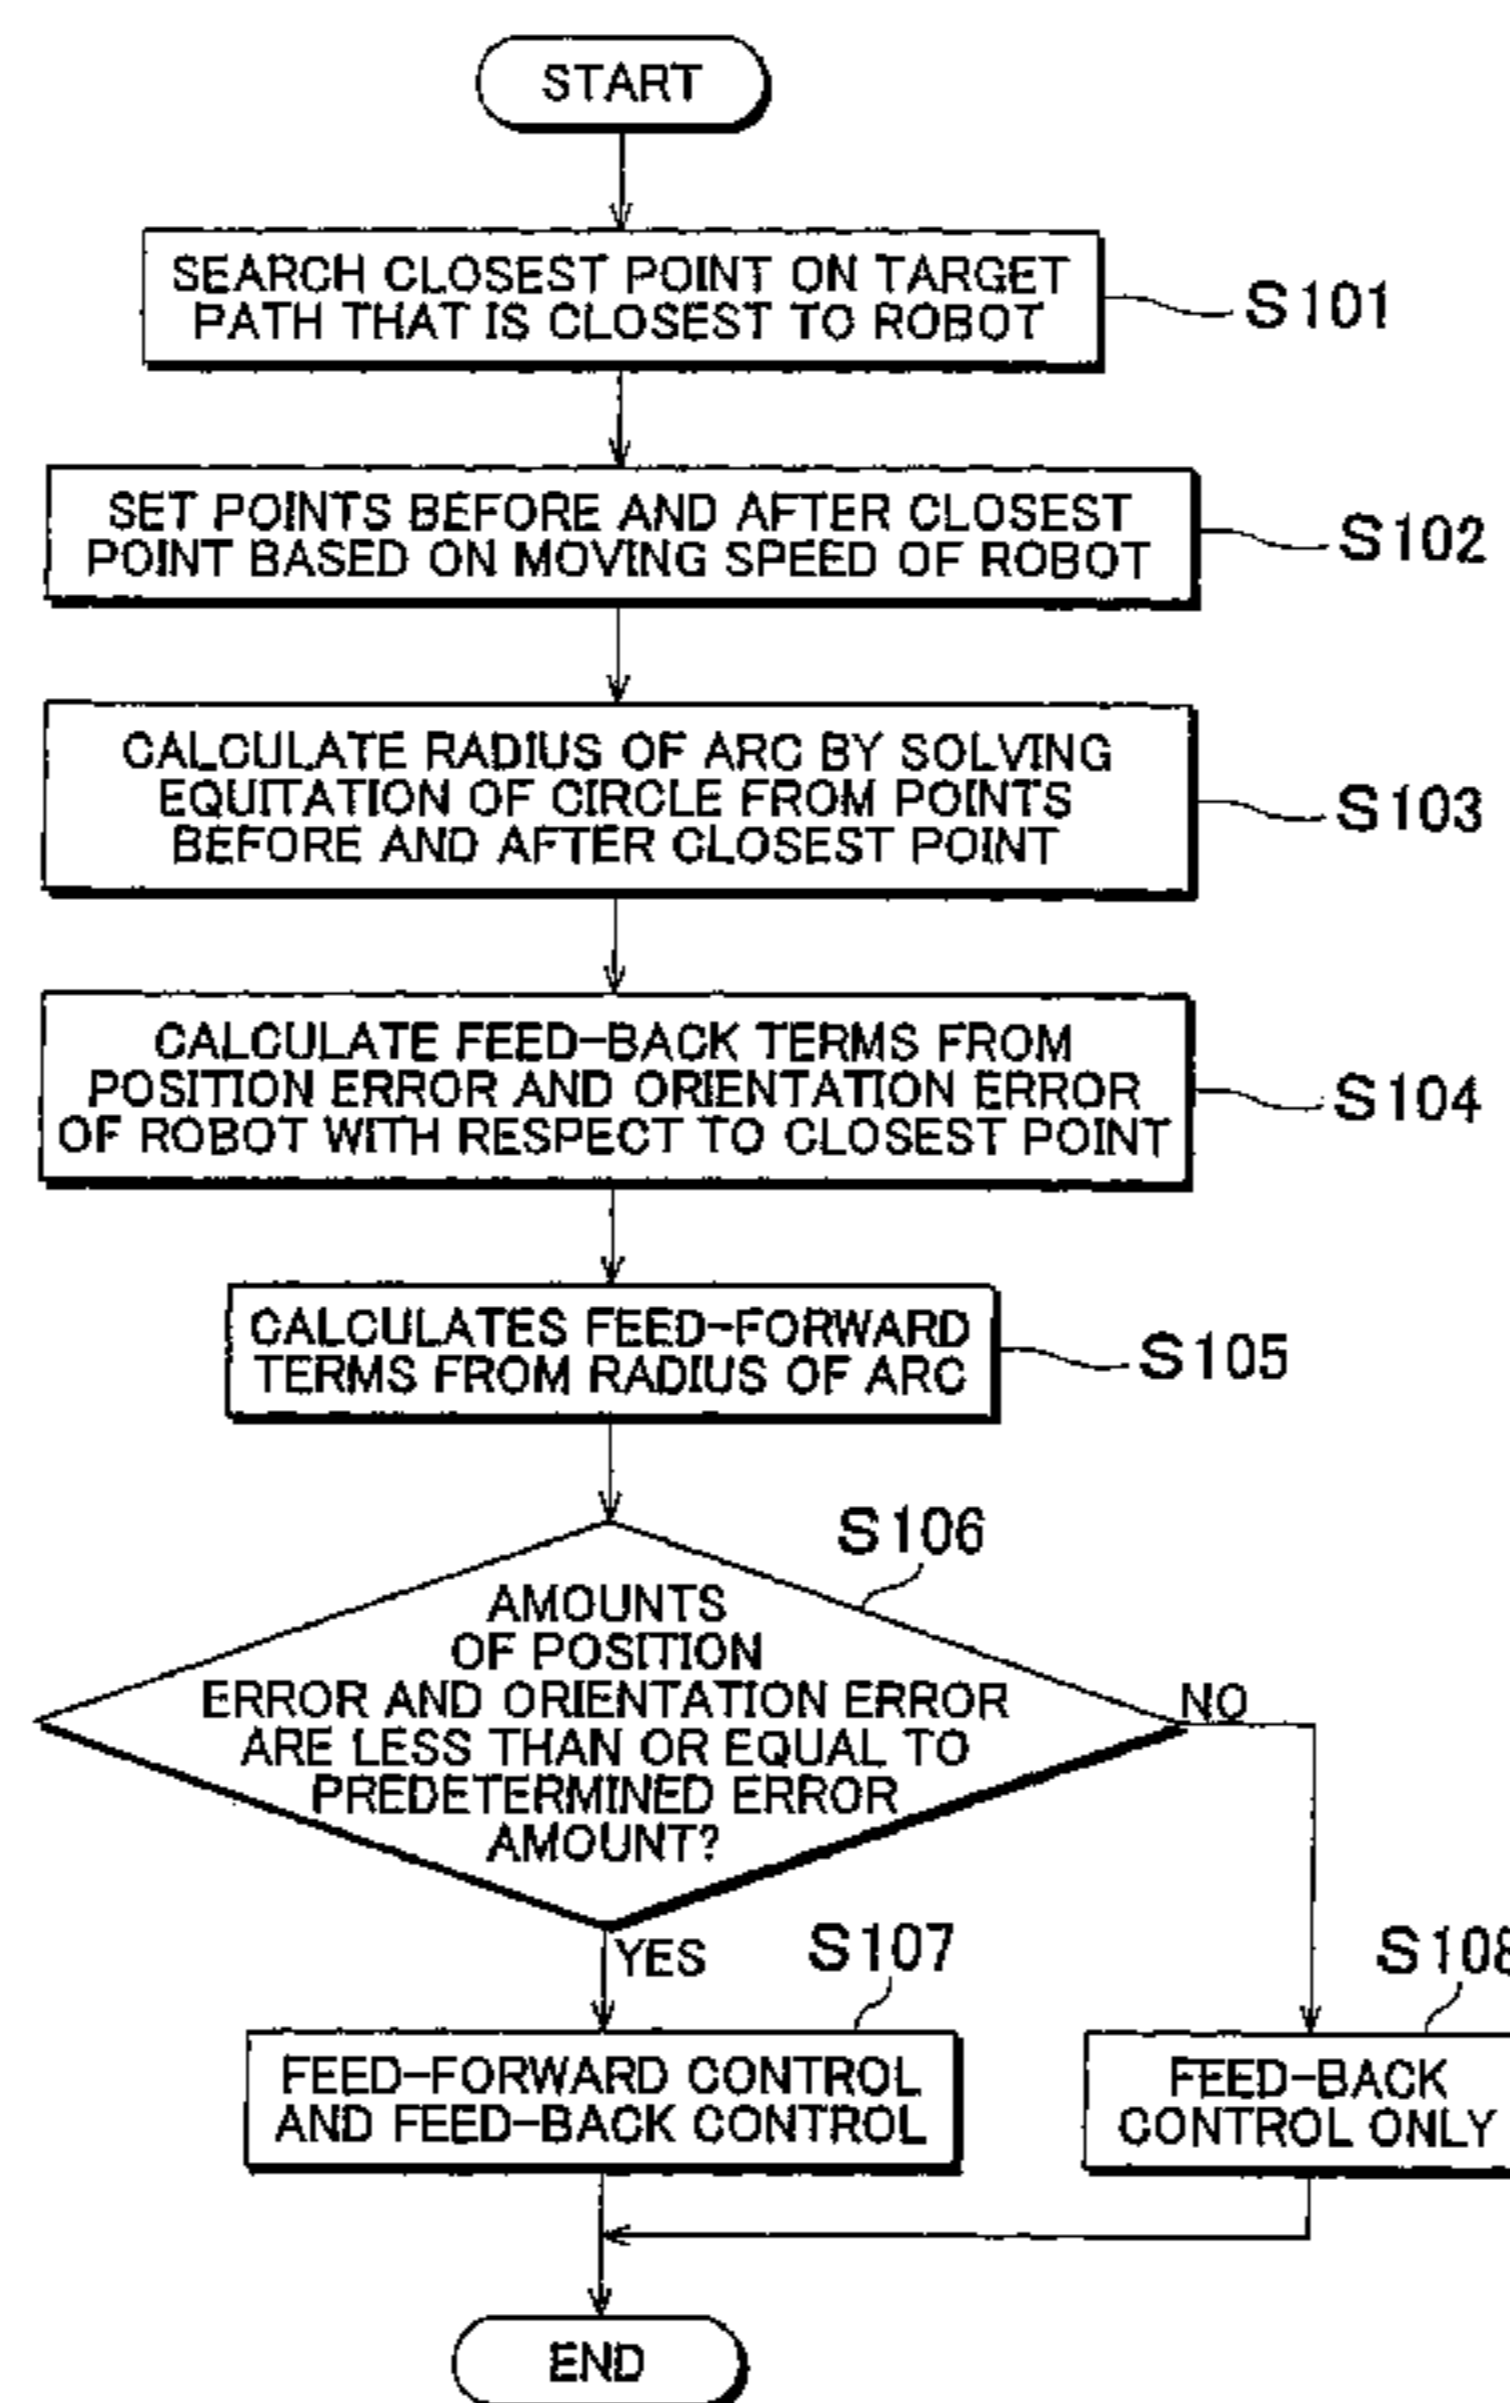 START
SEARCH CLOSEST POINT ON TARGET
PATH THAT IS CLOSEST TO ROBOT
S101
SET POINTS BEFORE AND AFTER CLOSEST
POINT BASED ON MOVING SPEED OF ROBOT
S102
CALCULATE RADIUS OF ARC BY SOLVING
EQUITATION OF CIRCLE FROM POINTS
BEFORE AND AFTER CLOSEST POINT
S103
CALCULATE FEED-BACK TERMS FROM
POSITION ERROR AND ORIENTATION ERROR
OF ROBOT WITH RESPECT TO CLOSEST POINT
S104
CALCULATES FEED-FORWARD
TERMS FROM RADIUS OF ARC
S105
S106
AMOUNTS
OF POSITION
ERROR AND ORIENTATION ERROR
ARE LESS THAN OR EQUAL TO
PREDETERMINED ERROR
AMOUNT?
NO
YES
S107
S108
FEED-FORWARD CONTROL
AND FEED-BACK CONTROL
FEED-BACK
CONTROL ONLY
END